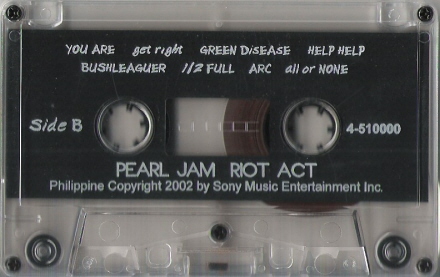 YOU ARE get right GREEN DISEASE HELP HELP
BUSHLEAGUER 1/2 FULL ARC all or NONE
Side B
4-510000
PEARL JAM RIOT ACT
Philippine Copyright 2002 by Sony Music Entertainment Inc.